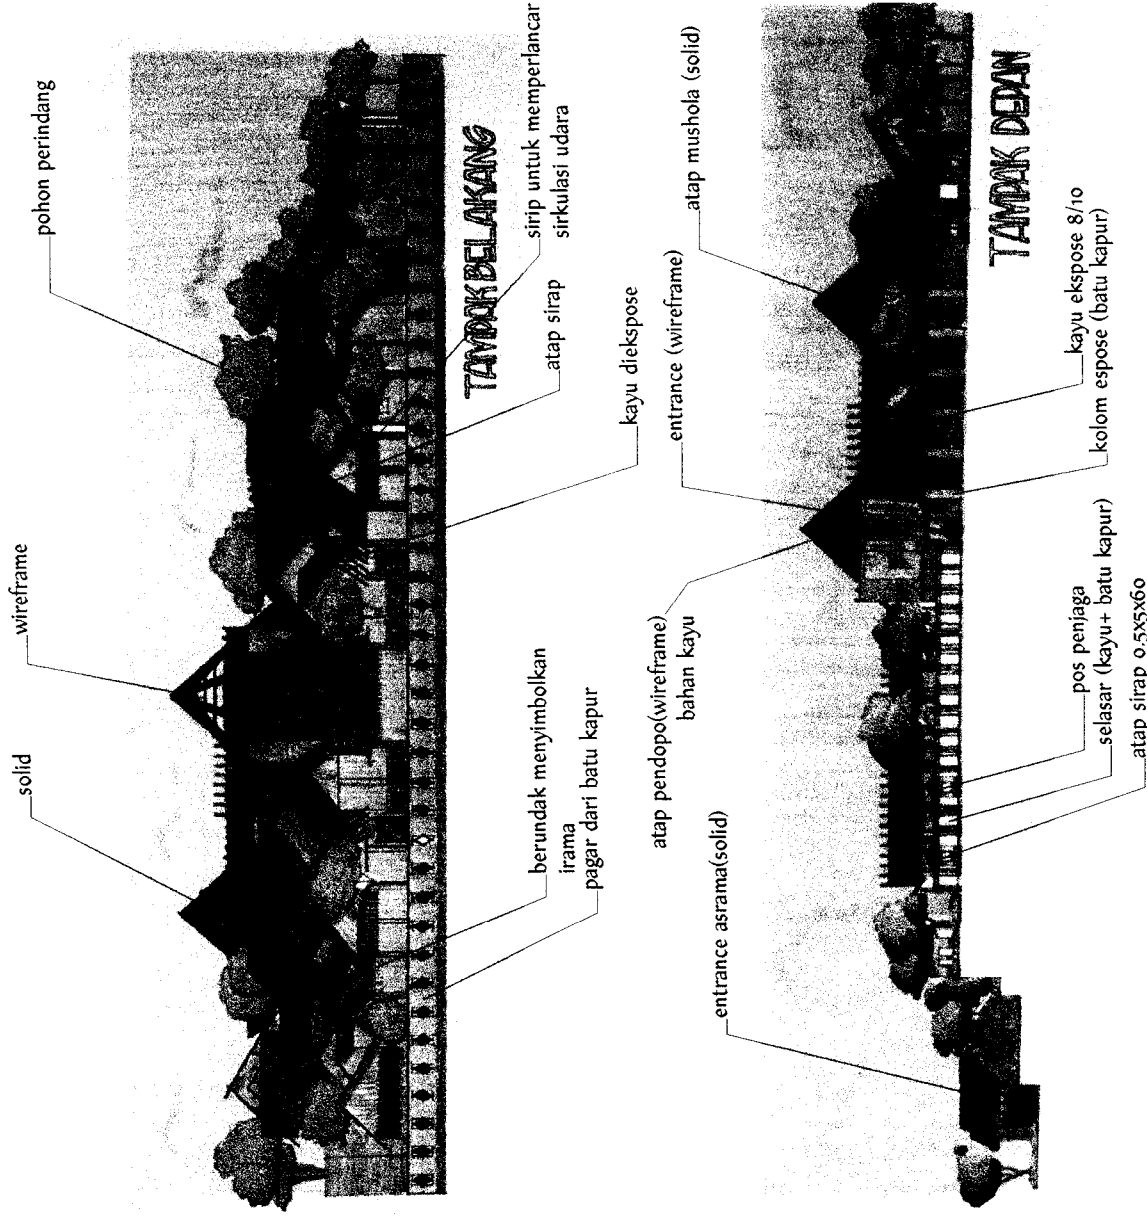 solid
wireframe
pohon perindang
TAMPAK BELAKANG
sirip untuk memperlancar
sirkulasi udara
atap sirap
kayu diekspose
berundak menyimbolkan
irama
pagar dari batu kapur
entrance asrama(solid)
atap pendopo(wireframe)
bahan kayu
entrance (wireframe)
atap mushola (solid)
TAMPAK DEPAN
kayu ekspose 8/10
kolom espose (batu kapur)
pos penjaga
selasar (kayu+ batu kapur)
atap sirap 0.5x5x60